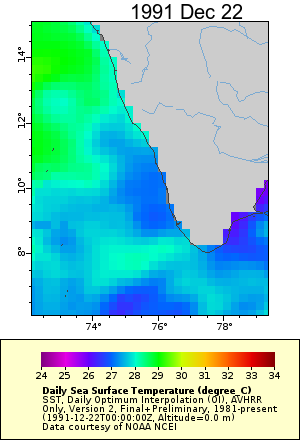 1991 Dec 22
14°
12°
10°
8°
74° 76° 78°
24 25 26 27 28 29 30 31 32 33 34
Daily Sea Surface Temperature (degree_C)
SST, Daily Optimum Interpolation (OI), AVHRR
Only, Version 2, Final+Preliminary, 1981-present
(1991-12-22T00:00:00Z, Altitude=0.0 m)
Data courtesy of NOAA NCEI